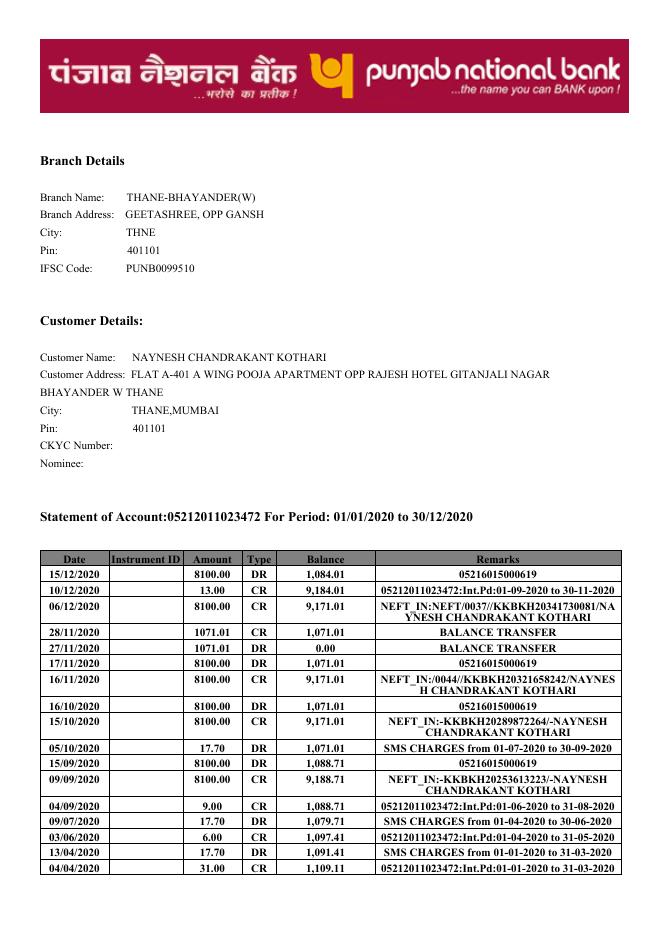 पंजाब नैशनल बैंक
...भरोसे का प्रतीक !
punjab national bank
...the name you can BANK upon !
Branch Details
Branch Name: THANE-BHAYANDER(W)
Branch Address: GEETASHREE, OPP GANSH
City: THNE
Pin: 401101
IFSC Code: PUNB0099510
Customer Details:
Customer Name: NAYNESH CHANDRAKANT KOTHARI
Customer Address: FLAT A-401 A WING POOJA APARTMENT OPP RAJESH HOTEL GITANJALI NAGAR
BHAYANDER W THANE
City: THANE,MUMBAI
Pin: 401101
CKYC Number:
Nominee:
Statement of Account:05212011023472 For Period: 01/01/2020 to 30/12/2020
Date Instrument ID Amount Type Balance Remarks
15/12/2020 8100.00 DR 1,084.01 05216015000619
10/12/2020 13.00 CR 9,184.01 05212011023472:Int.Pd:01-09-2020 to 30-11-2020
06/12/2020 8100.00 CR 9,171.01 NEFT_IN:NEFT/0037//KKBKH20341730081/NA
YNESH CHANDRAKANT KOTHARI
28/11/2020 1071.01 CR 1,071.01 BALANCE TRANSFER
27/11/2020 1071.01 DR 0.00 BALANCE TRANSFER
17/11/2020 8100.00 DR 1,071.01 05216015000619
16/11/2020 8100.00 CR 9,171.01 NEFT_IN:/0044//KKBKH20321658242/NAYNES
H CHANDRAKANT KOTHARI
16/10/2020 8100.00 DR 1,071.01 05216015000619
15/10/2020 8100.00 CR 9,171.01 NEFT_IN:-KKBKH20289872264/-NAYNESH
CHANDRAKANT KOTHARI
05/10/2020 17.70 DR 1,071.01 SMS CHARGES from 01-07-2020 to 30-09-2020
15/09/2020 8100.00 DR 1,088.71 05216015000619
09/09/2020 8100.00 CR 9,188.71 NEFT_IN:-KKBKH20253613223/-NAYNESH
CHANDRAKANT KOTHARI
04/09/2020 9.00 CR 1,088.71 05212011023472:Int.Pd:01-06-2020 to 31-08-2020
09/07/2020 17.70 DR 1,079.71 SMS CHARGES from 01-04-2020 to 30-06-2020
03/06/2020 6.00 CR 1,097.41 05212011023472:Int.Pd:01-04-2020 to 31-05-2020
13/04/2020 17.70 DR 1,091.41 SMS CHARGES from 01-01-2020 to 31-03-2020
04/04/2020 31.00 CR 1,109.11 05212011023472:Int.Pd:01-01-2020 to 31-03-2020